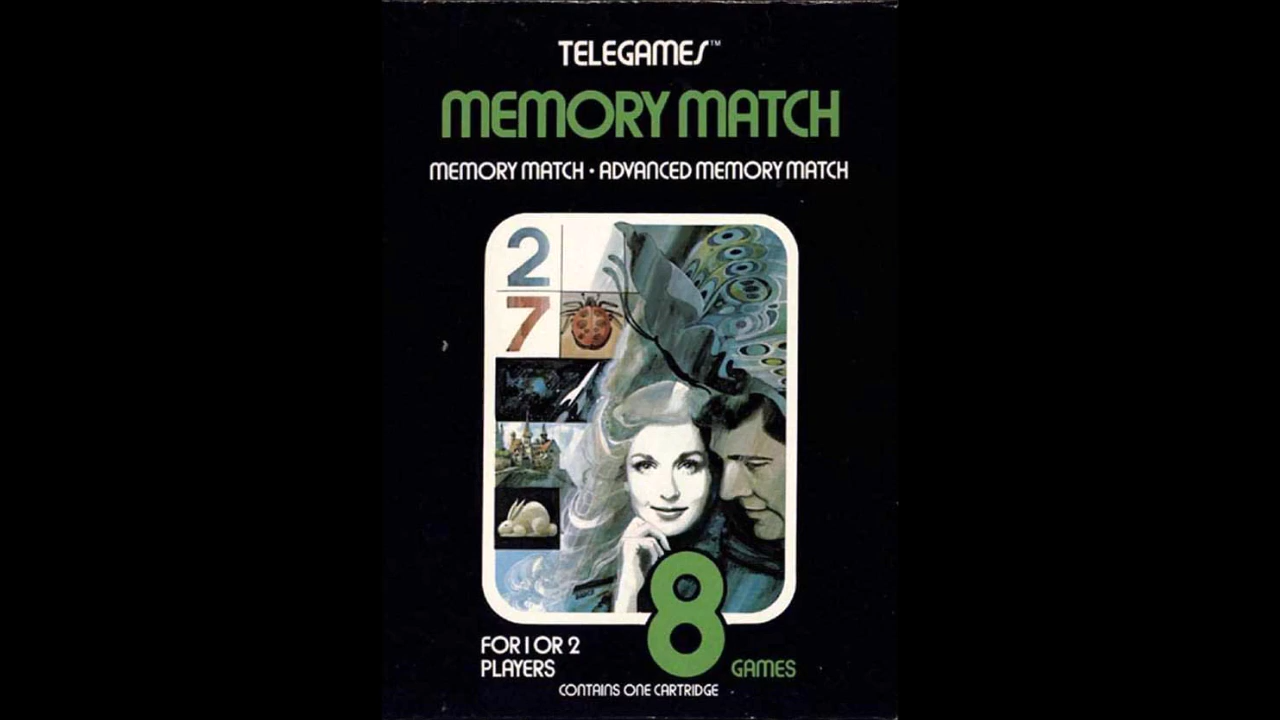 TELEGAMES™
MEMORY MATCH
MEMORY MATCH • ADVANCED MEMORY MATCH
2
7
8
FOR 1 OR 2
PLAYERS
GAMES
CONTAINS ONE CARTRIDGE